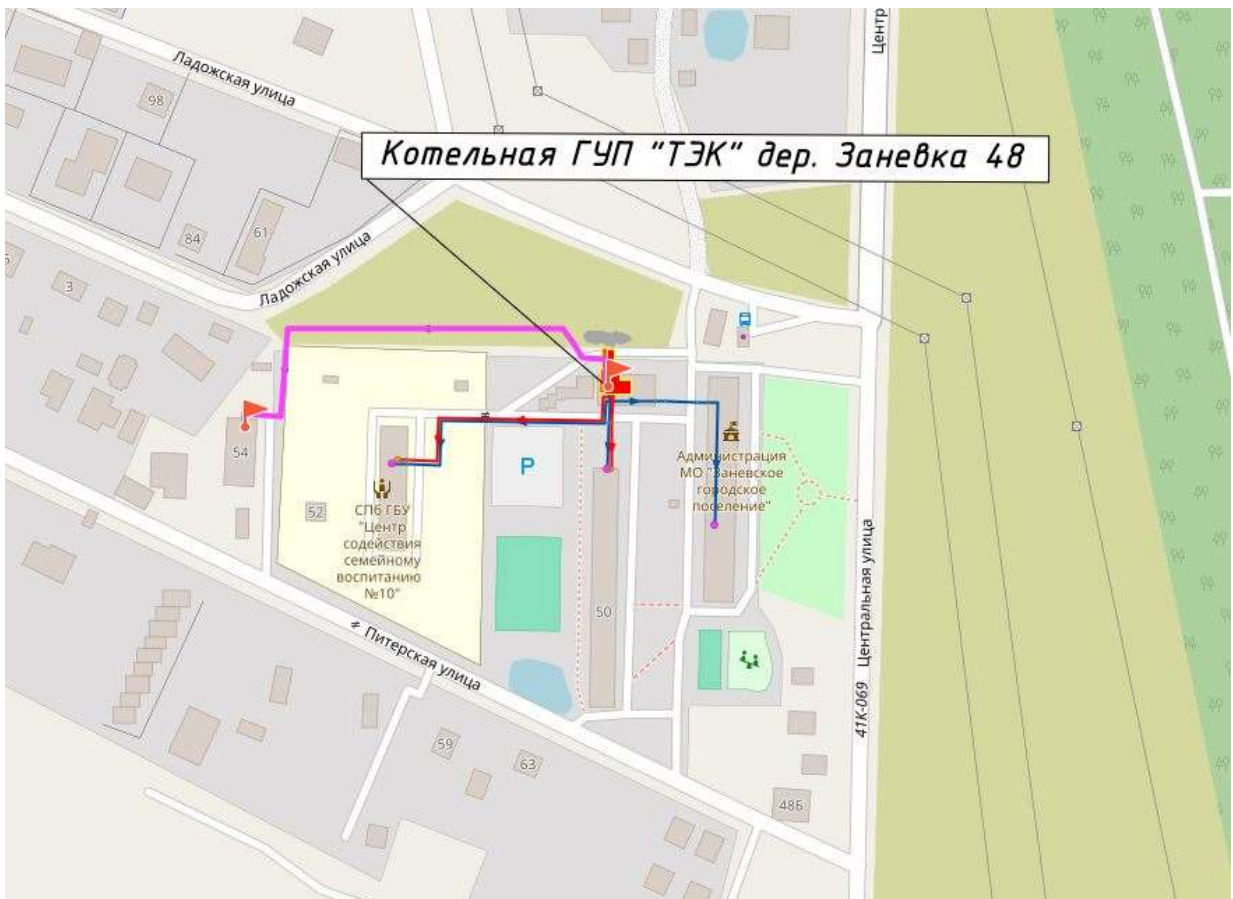 Центр
Ладожская улица
98
Котельная ГУП "ТЭК" дер. Заневка 48
84
61
Ладожская улица
3
54
Администрация
МО "Заневское
городское
поселение"
P
52
СПб ГБУ
"Центр
содействия
семейному
воспитанию
№10"
50
Питерская улица
41К-069 Центральная улица
59
63
48Б